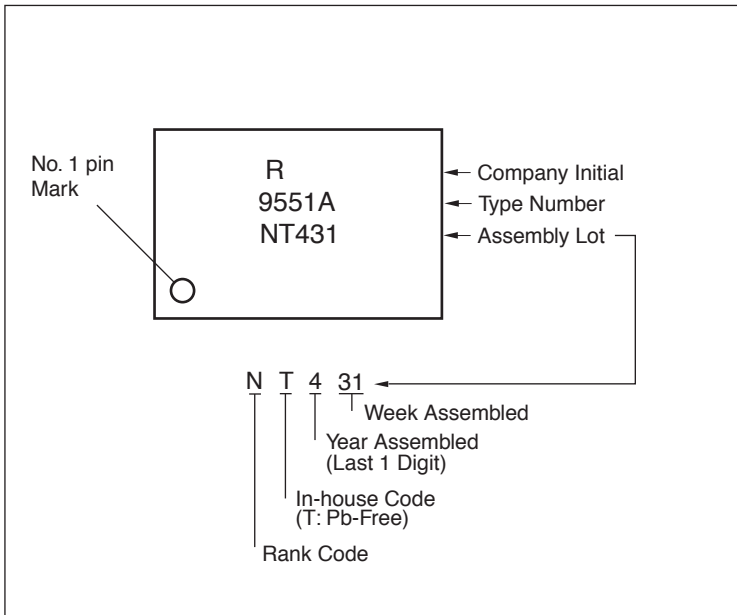 No. 1 pin
Mark
R
9551A
NT431
Company Initial
Type Number
Assembly Lot
N T 4 31
Week Assembled
Year Assembled
(Last 1 Digit)
In-house Code
(T: Pb-Free)
Rank Code